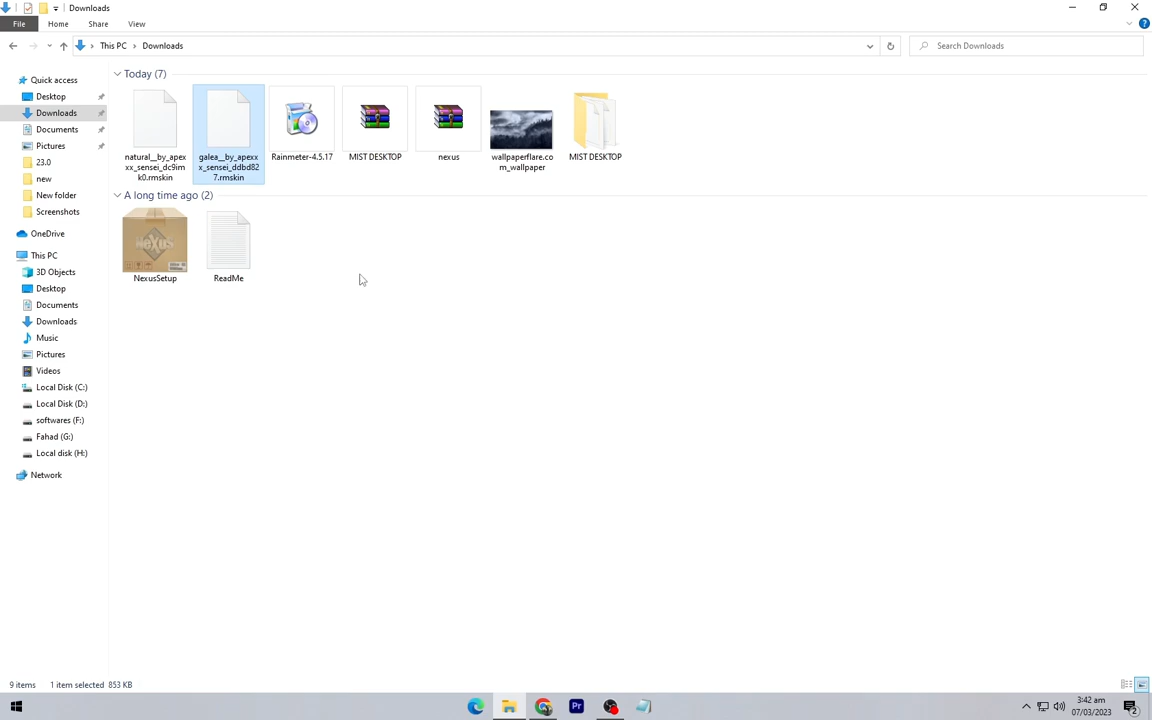 Downloads
File Home Share View
This PC Downloads
Search Downloads
Quick access
Desktop
Downloads
Documents
Pictures
23.0
new
New folder
Screenshots
OneDrive
This PC
3D Objects
Desktop
Documents
Downloads
Music
Pictures
Videos
Local Disk (C:)
Local Disk (D:)
softwares (F:)
Fahad (G:)
Local disk (H:)
Network
Today (7)
natural__by_apex
xx_sensei_dc9im
k0.rmskin
galea__by_apexx
x_sensei_ddbd82
7.rmskin
Rainmeter-4.5.17
MIST DESKTOP
nexus
wallpaperflare.co
m_wallpaper
MIST DESKTOP
A long time ago (2)
NeXuS
NexusSetup
ReadMe
9 items 1 item selected 853 KB
Pr
3:42 am
07/03/2023
2